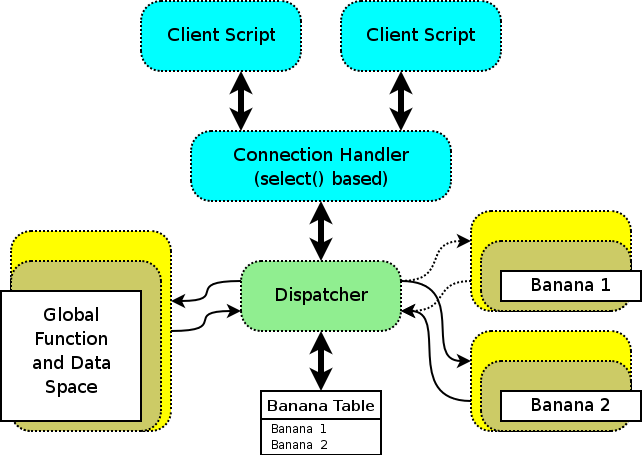 Client Script
Client Script
Connection Handler
(select() based)
Dispatcher
Global
Function
and Data
Space
Banana 1
Banana 2
Banana Table
Banana 1
Banana 2